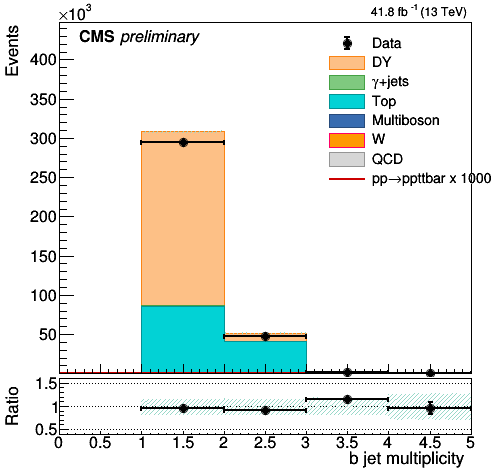 ×10³
41.8 fb⁻¹ (13 TeV)
CMS preliminary
Events
400
350
300
250
200
150
100
50
Data
DY
γ+jets
Top
Multiboson
W
QCD
pp→ppttbar x 1000
Ratio
1.5
1
0.5
0 0.5 1 1.5 2 2.5 3 3.5 4 4.5 5
b jet multiplicity